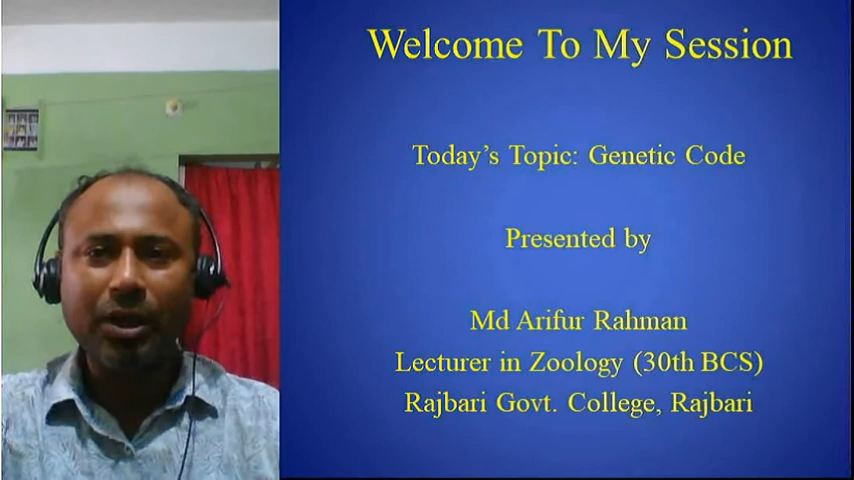 Welcome To My Session
Today's Topic: Genetic Code
Presented by
Md Arifur Rahman
Lecturer in Zoology (30th BCS)
Rajbari Govt. College, Rajbari